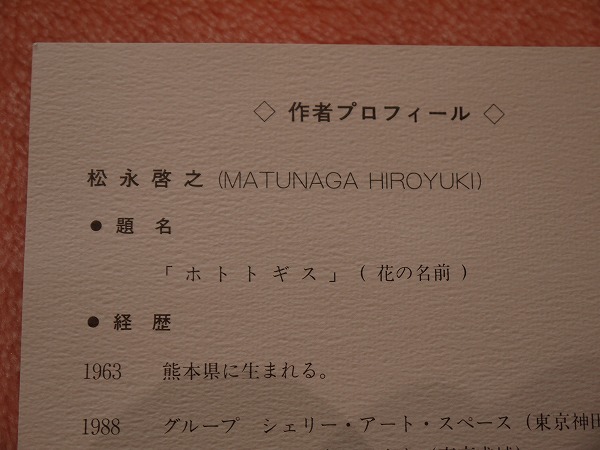 ◇ 作者プロフィール ◇
松永啓之 (MATUNAGA HIROYUKI)
● 題 名
「 ホ ト ト ギ ス 」 ( 花の名前 )
● 経 歴
1963 熊本県に生まれる。
1988 グループ シェリー・アート・スペース (東京神田